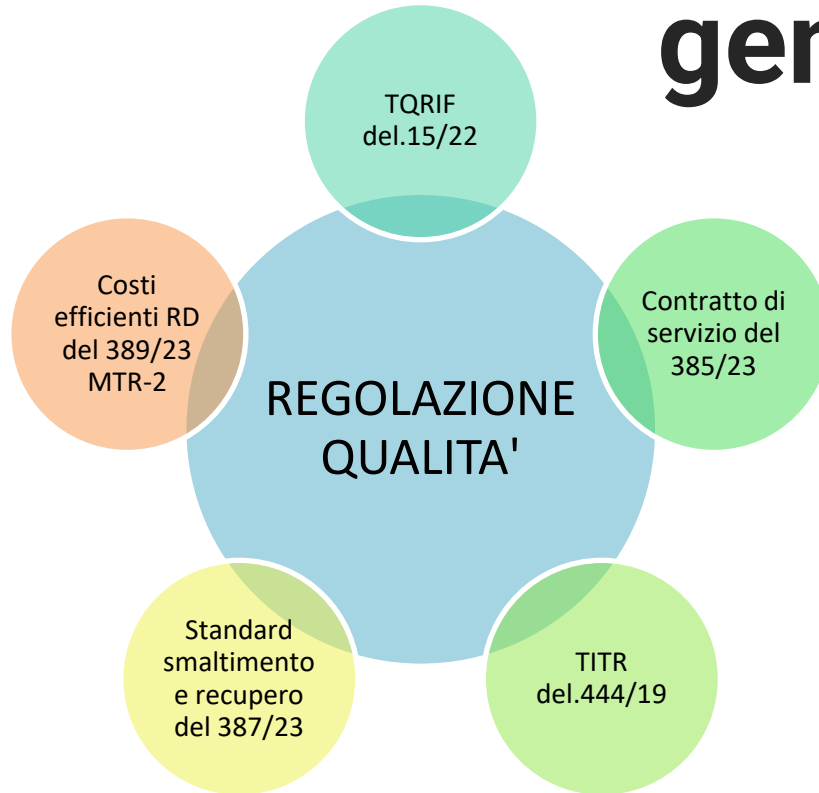 gen
TQRIF
del.15/22
Costi
efficienti RD
del 389/23
MTR-2
Contratto di
servizio del
385/23
REGOLAZIONE
QUALITA'
Standard
smaltimento
e recupero
del 387/23
TITR
del.444/19